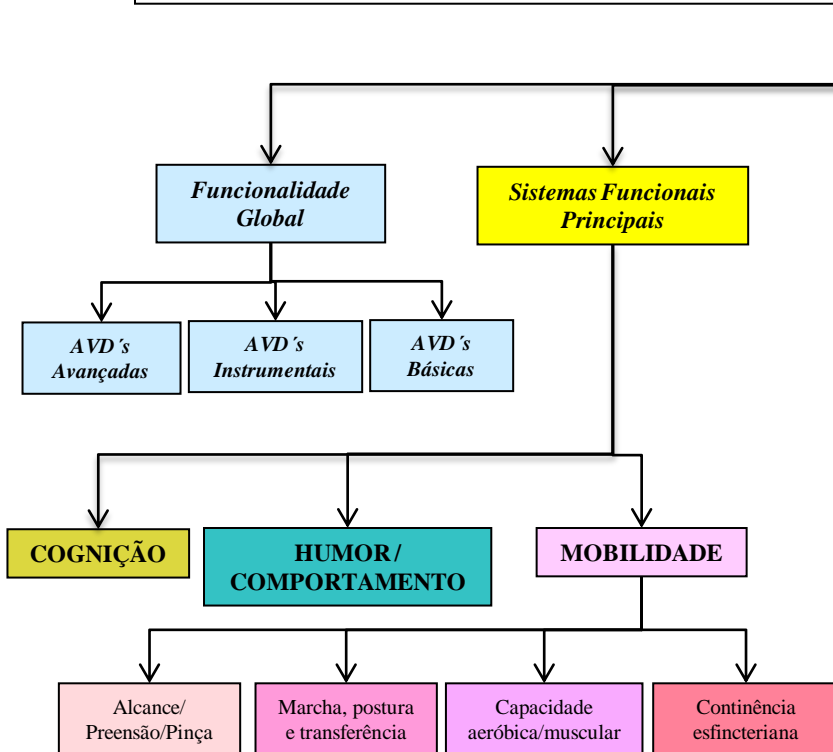 Funcionalidade
Global
Sistemas Funcionais
Principais
AVD´s
Avançadas
AVD´s
Instrumentais
AVD´s
Básicas
COGNIÇÃO
HUMOR/
COMPORTAMENTO
MOBILIDADE
Alcance/
Preensão/Pinça
Marcha, postura
e transferência
Capacidade
aeróbica/muscular
Continência
esfincteriana